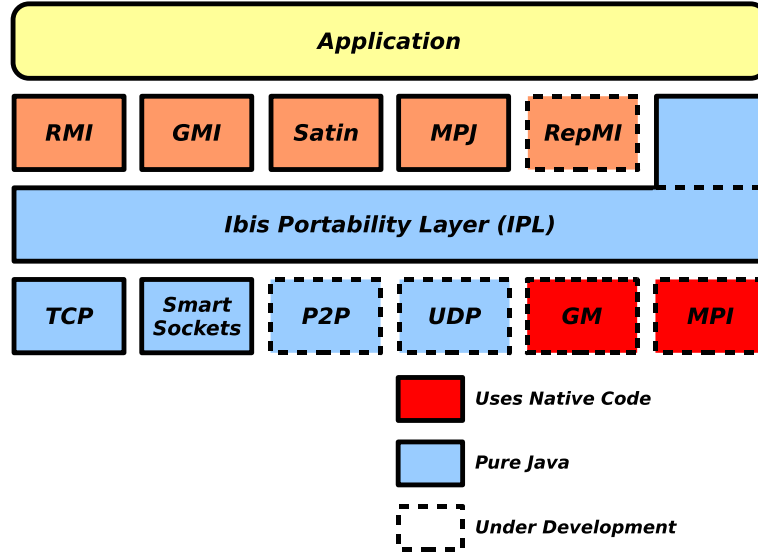 Application
RMI
GMI
Satin
MPJ
RepMI
Ibis Portability Layer (IPL)
TCP
Smart
Sockets
P2P
UDP
GM
MPI
Uses Native Code
Pure Java
Under Development